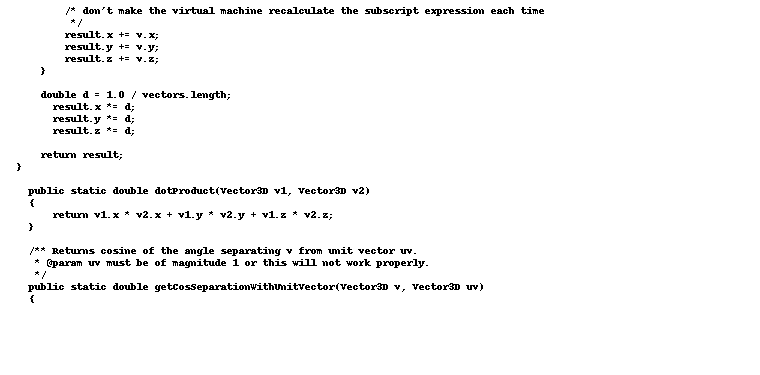 /* don't make the virtual machine recalculate the subscript expression each time
*/
result.x += v.x;
result.y += v.y;
result.z += v.z;
}
double d = 1.0 / vectors.length;
result.x *= d;
result.y *= d;
result.z *= d;
return result;
}
public static double dotProduct(Vector3D v1, Vector3D v2)
{
return v1.x * v2.x + v1.y * v2.y + v1.z * v2.z;
}
/** Returns cosine of the angle separating v from unit vector uv.
* @param uv must be of magnitude 1 or this will not work properly.
*/
public static double getCosSeparationWithUnitVector(Vector3D v, Vector3D uv)
{